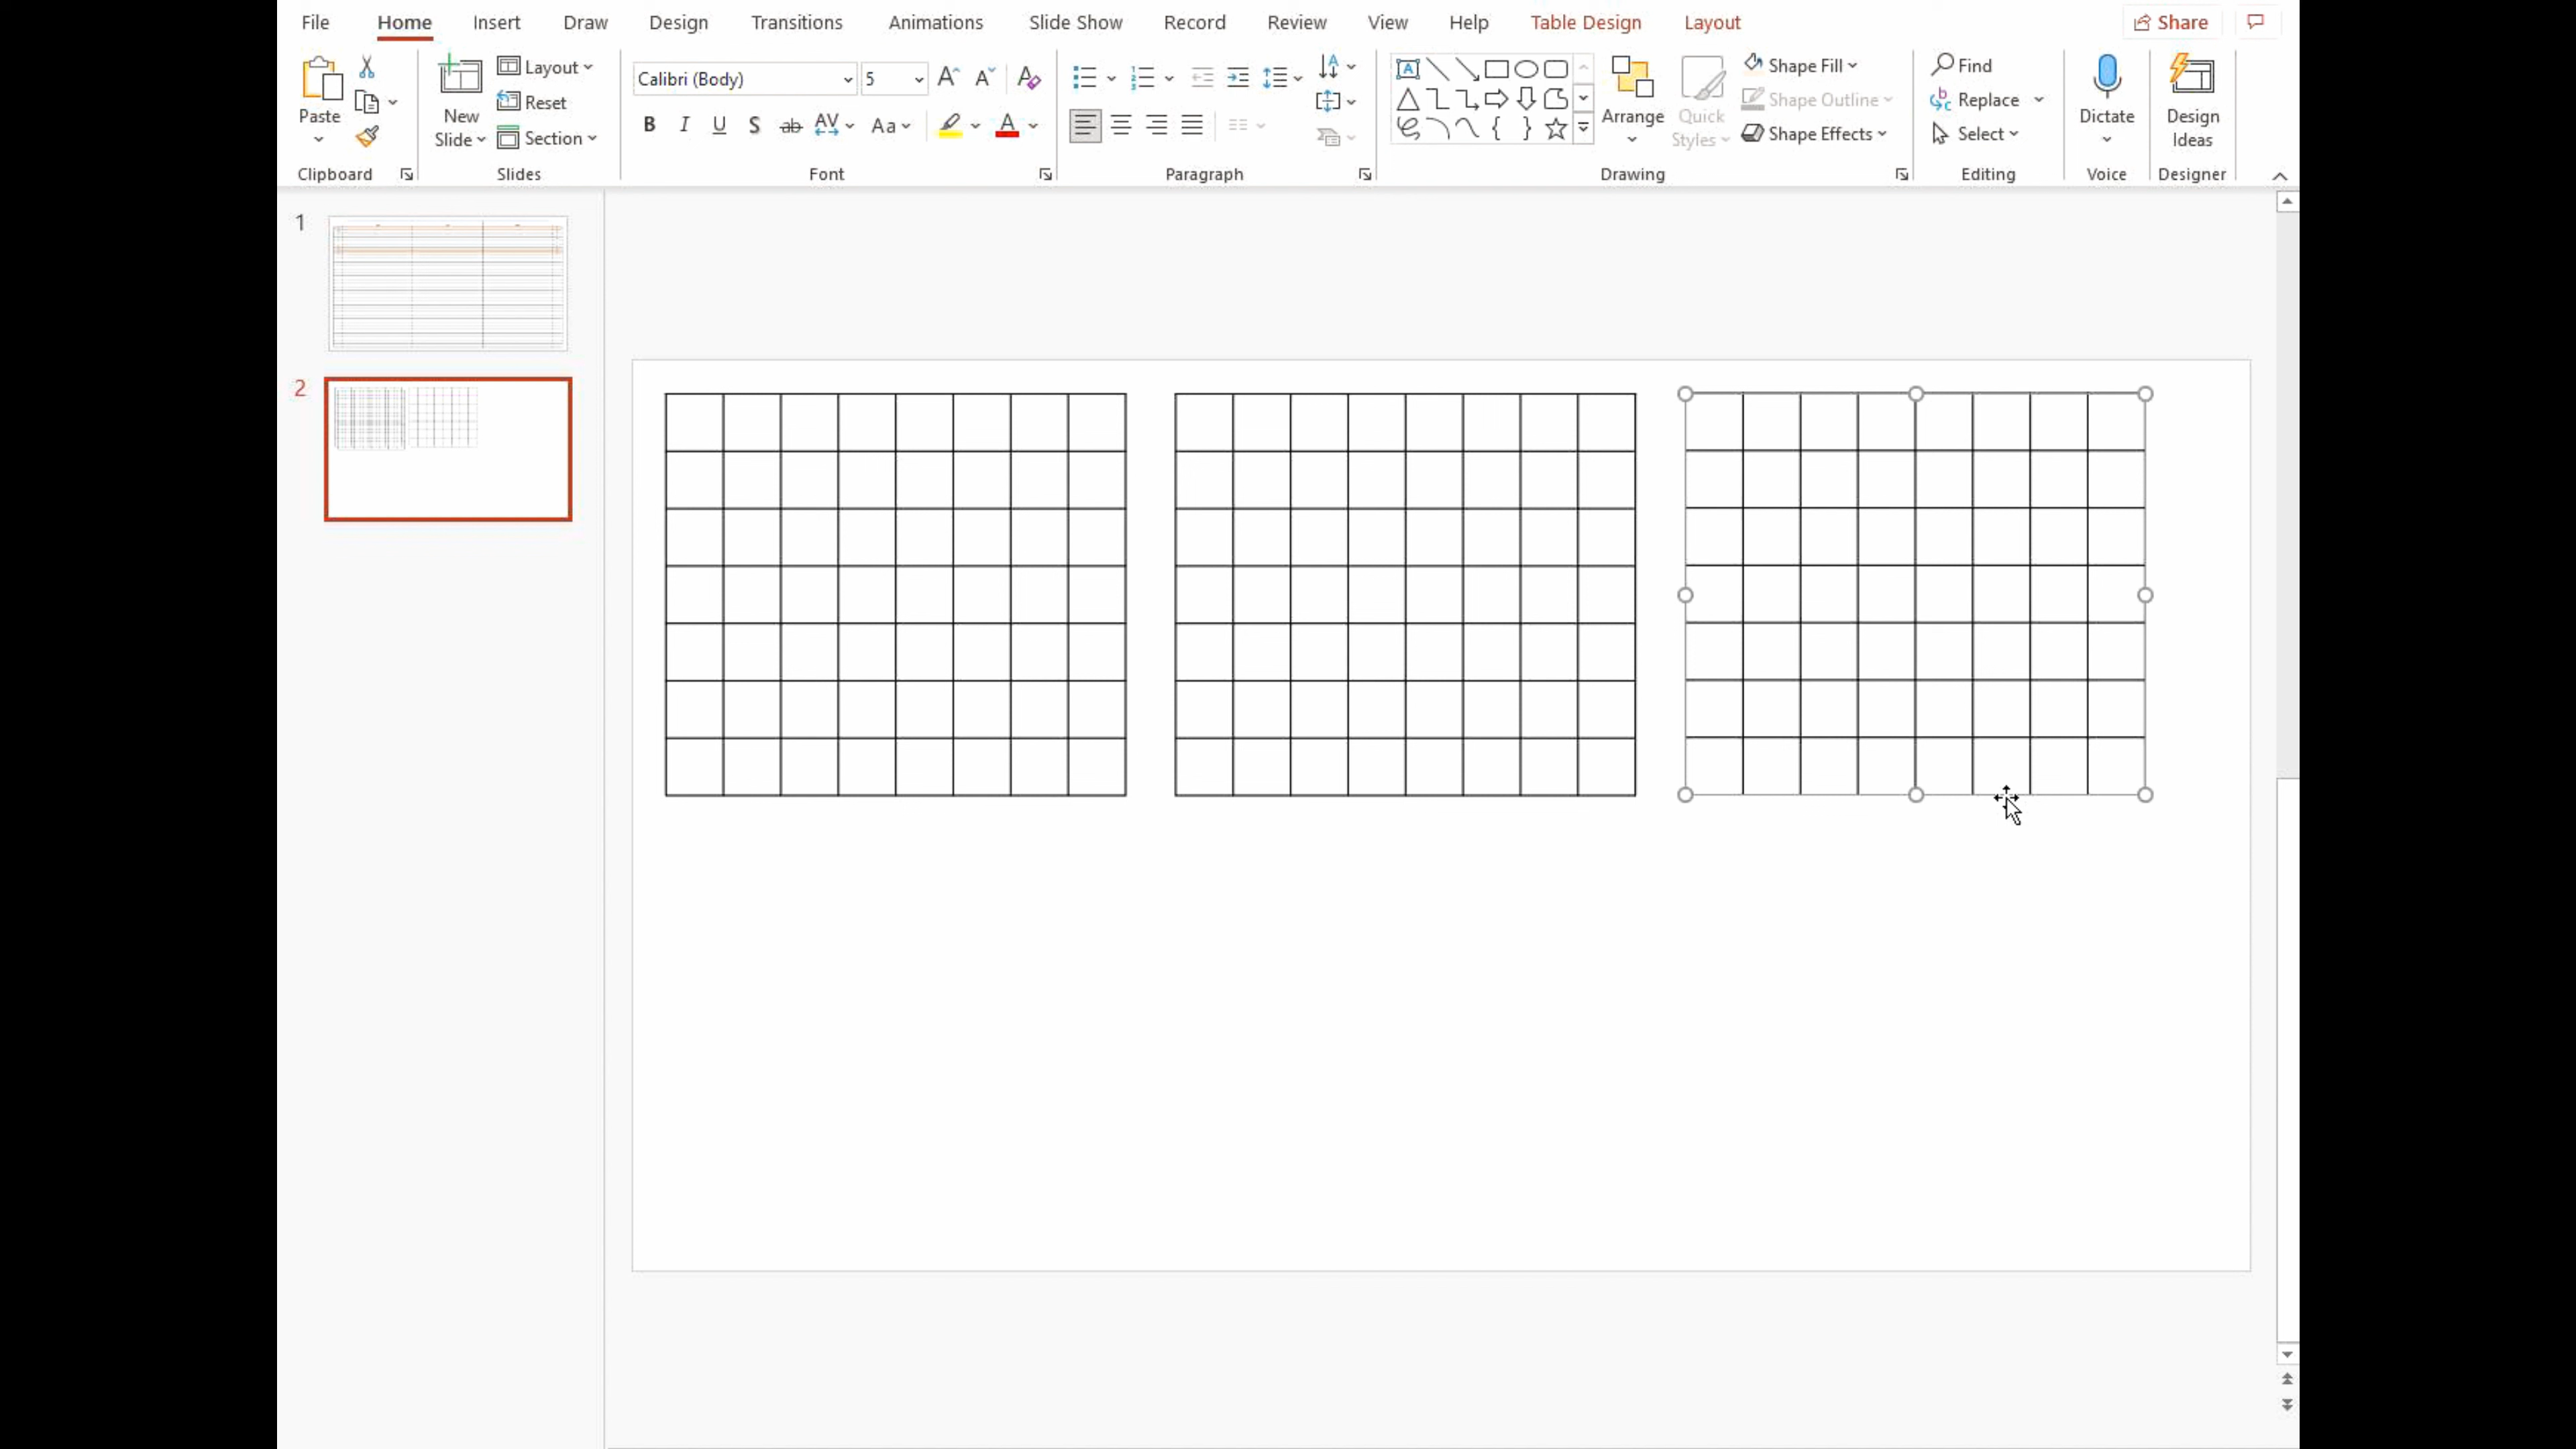 File Home Insert Draw Design Transitions Animations Slide Show Record Review View Help Table Design Layout Share
Paste
Clipboard
New
Slide
Layout
Reset
Section
Slides
Calibri (Body) 5
B I U S ab AV Aa A
Font
Paragraph
Arrange
Quick
Styles
Shape Fill
Shape Outline
Shape Effects
Drawing
Find
Replace
Select
Editing
Dictate
Voice
Design
Ideas
Designer
1
2